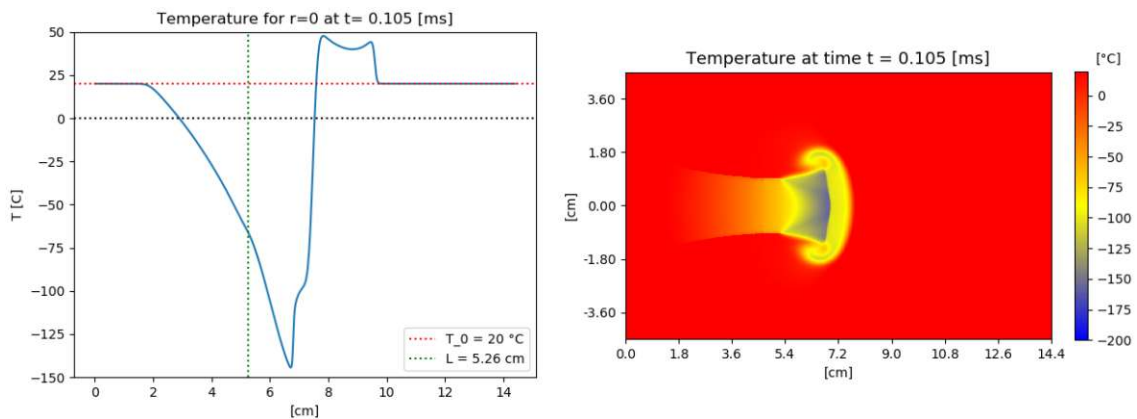 Temperature for r=0 at t= 0.105 [ms]
50
25
0
−25
−50
−75
−100
−125
−150
T [C]
T_0 = 20 °C
L = 5.26 cm
0 2 4 6 8 10 12 14
[cm]
Temperature at time t = 0.105 [ms]
[°C]
3.60
1.80
0.00
-1.80
-3.60
[cm]
0.0 1.8 3.6 5.4 7.2 9.0 10.8 12.6 14.4
[cm]
0
−25
−50
−75
−100
−125
−150
−175
−200